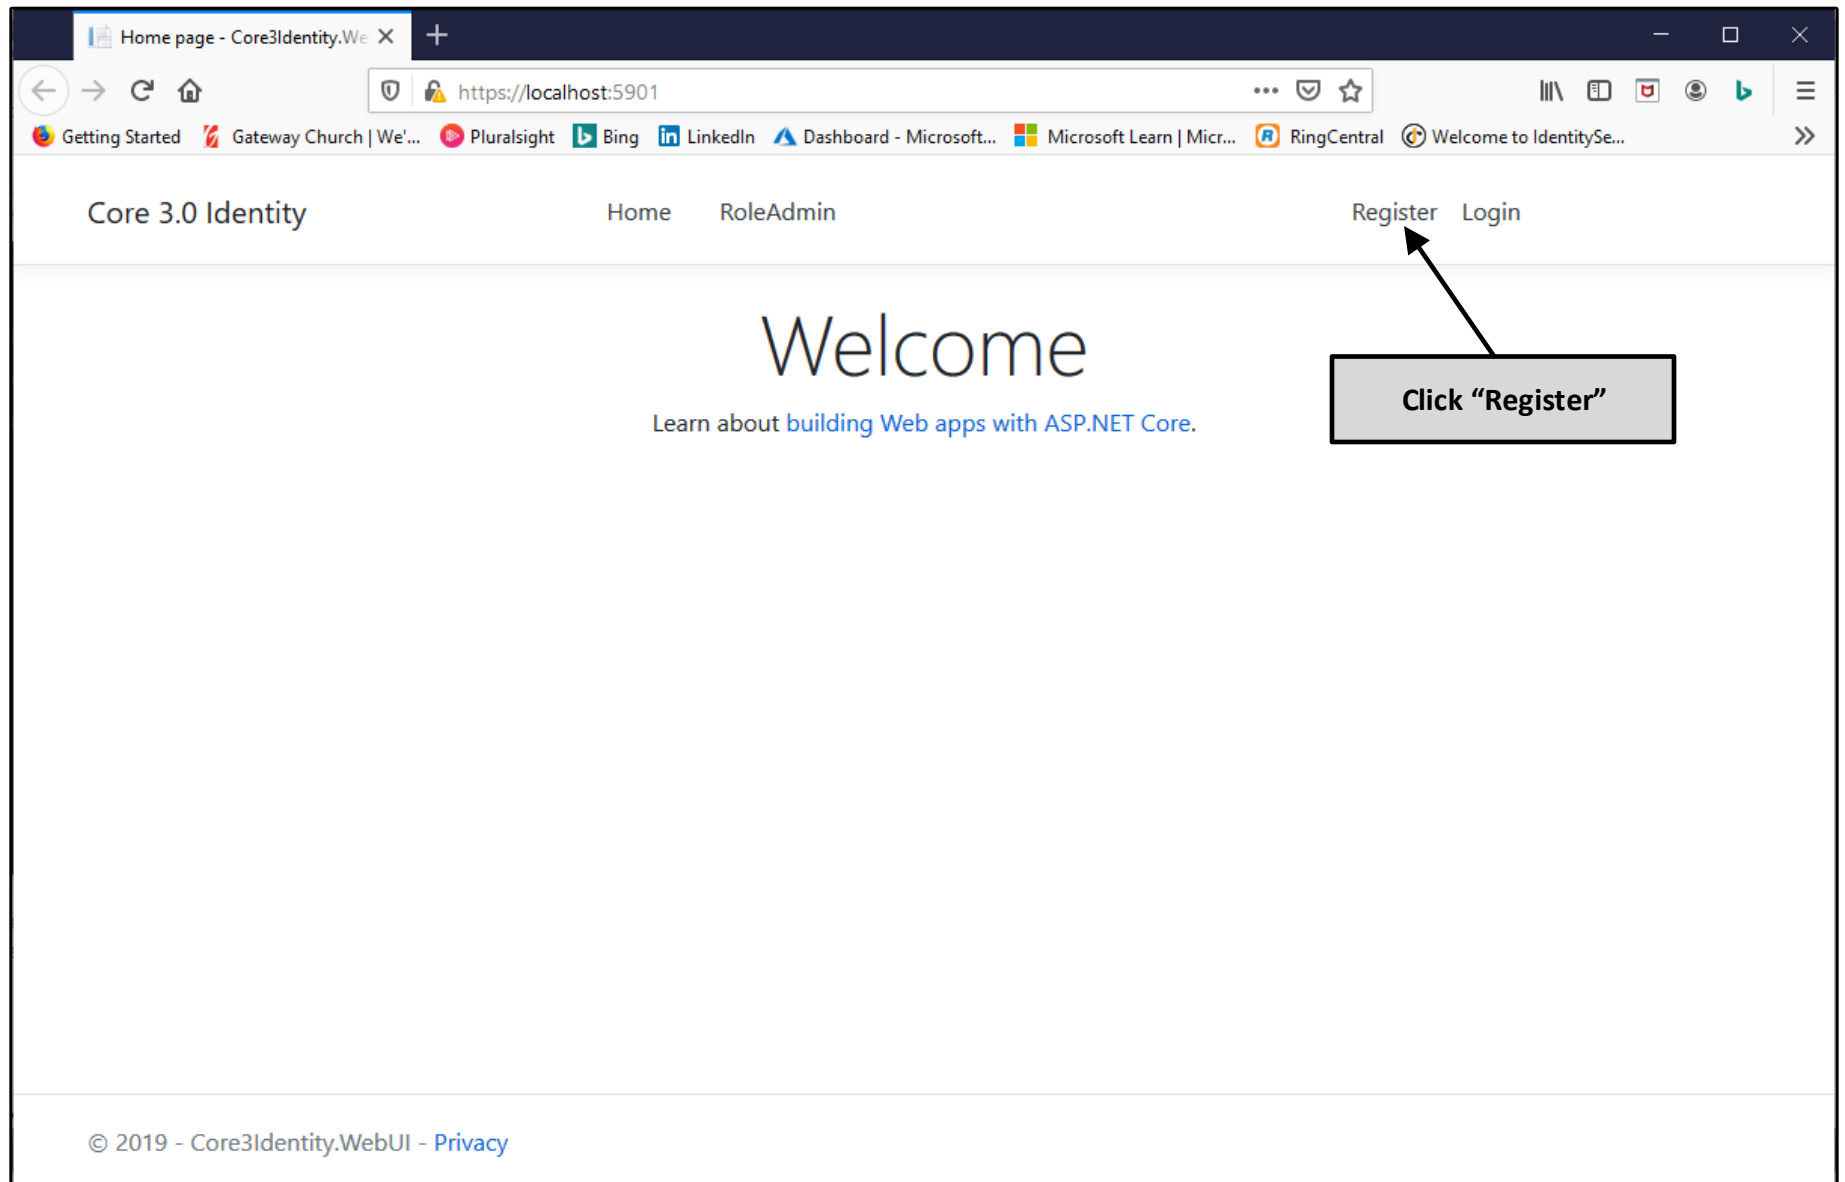 Home page - Core3Identity.We
https://localhost:5901
Getting Started Gateway Church | We'... Pluralsight Bing LinkedIn Dashboard - Microsoft... Microsoft Learn | Micr... RingCentral Welcome to IdentitySe...
Core 3.0 Identity Home RoleAdmin Register Login
Welcome
Click “Register”
Learn about building Web apps with ASP.NET Core.
© 2019 - Core3Identity.WebUI - Privacy